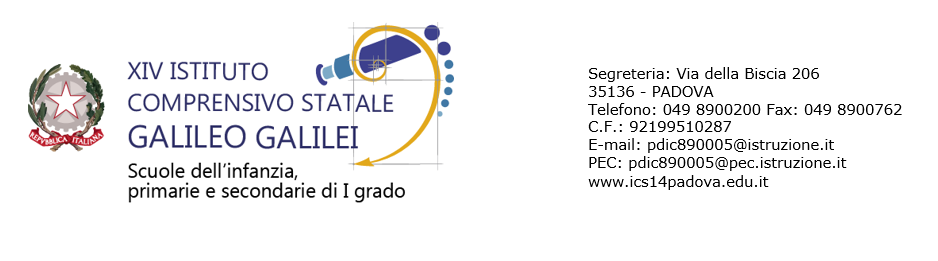 XIV ISTITUTO
COMPRENSIVO STATALE
GALILEO GALILEI
Scuole dell'infanzia,
primarie e secondarie di I grado
REPVBBLICA ITALIANA
Segreteria: Via della Biscia 206
35136 - PADOVA
Telefono: 049 8900200 Fax: 049 8900762
C.F.: 92199510287
E-mail: pdic890005@istruzione.it
PEC: pdic890005@pec.istruzione.it
www.ics14padova.edu.it